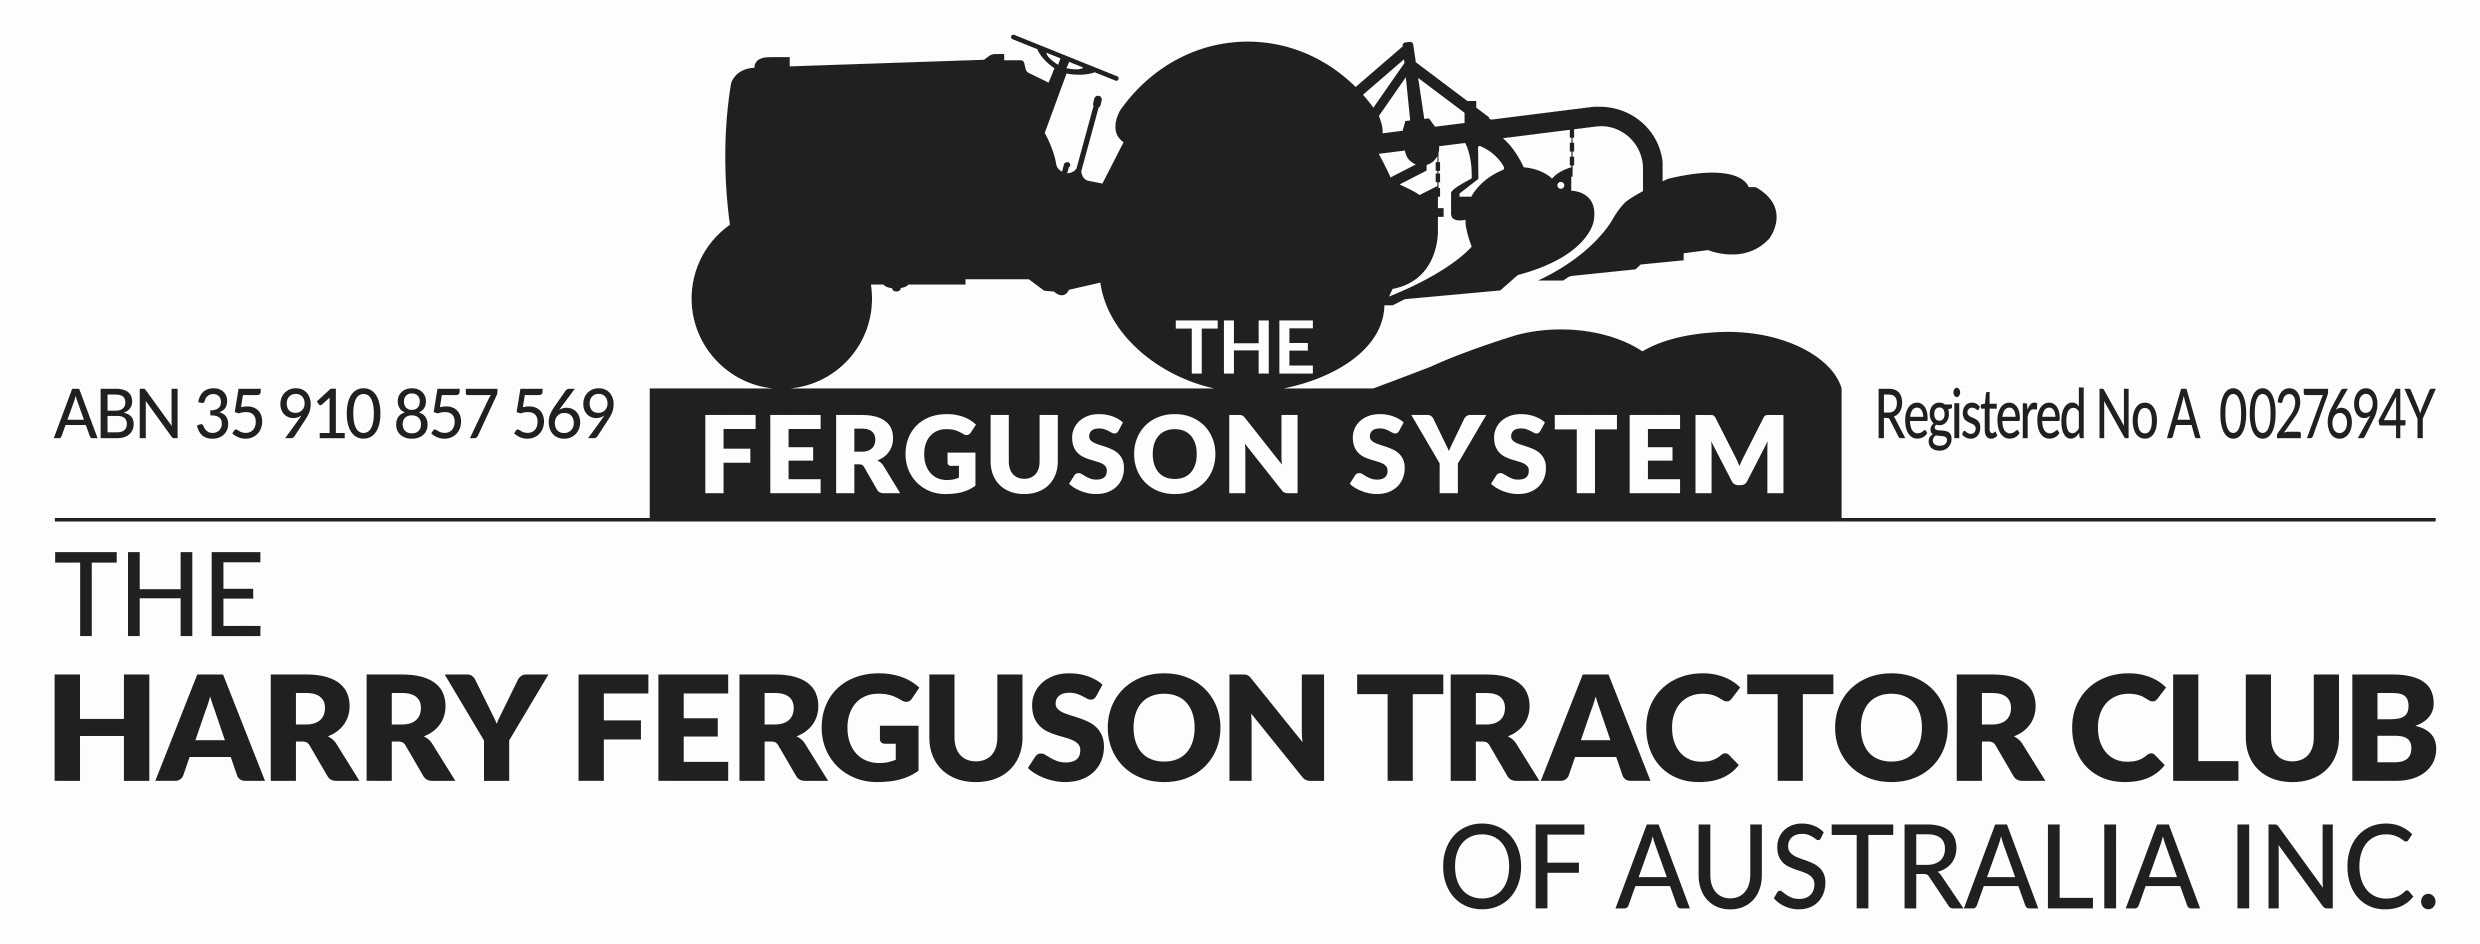 THE
ABN 35 910 857 569
FERGUSON SYSTEM
Registered No A 0027694Y
THE
HARRY FERGUSON TRACTOR CLUB
OF AUSTRALIA INC.